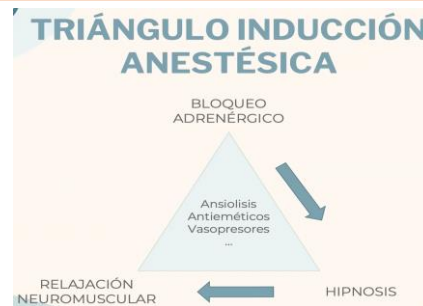 TRIÁNGULO INDUCCIÓN
ANESTÉSICA
BLOQUEO
ADRENÉRGICO
Ansiolisis
Antieméticos
Vasopresores
...
RELAJACIÓN
NEUROMUSCULAR
HIPNOSIS